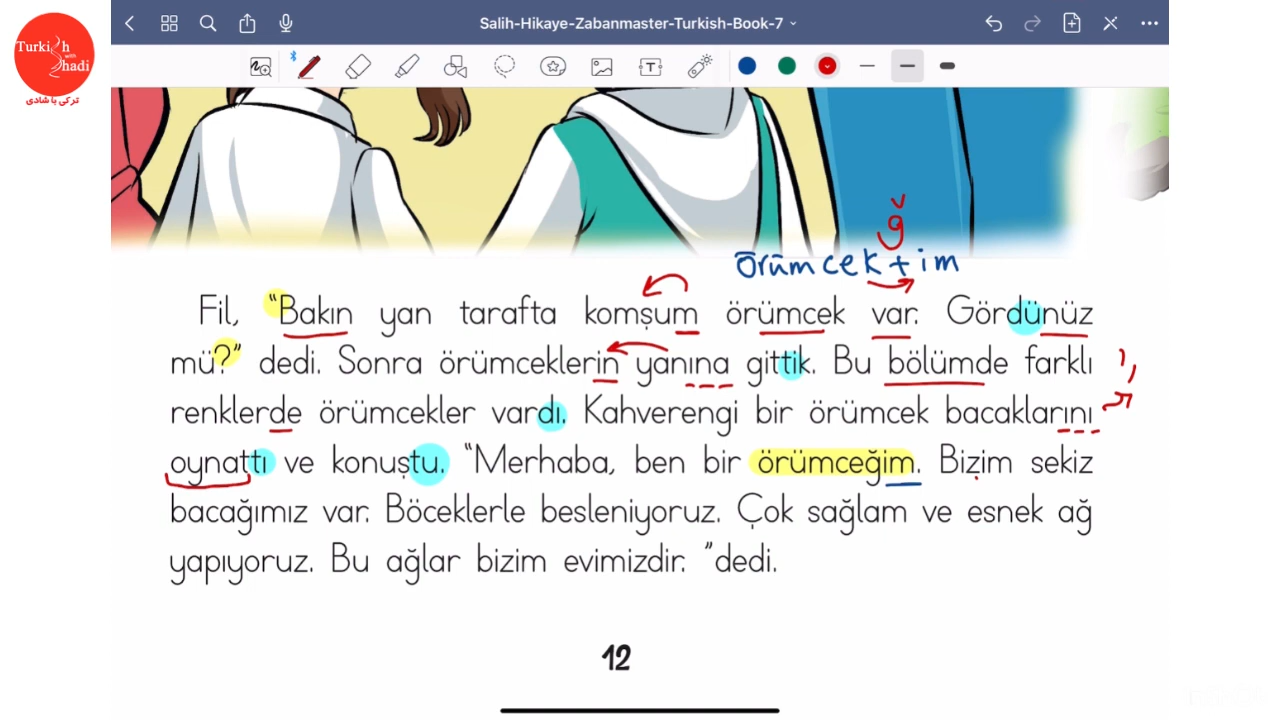 Turkish
with
Shadi
ترکی با شادی
Salih-Hikaye-Zabanmaster-Turkish-Book-7
T
ğ
Örümcek+im
Fil, “Bakın yan tarafta komşum örümcek var. Gördünüz
mü?” dedi. Sonra örümceklerin yanına gittik. Bu bölümde farklı
renklerde örümcekler vardı. Kahverengi bir örümcek bacaklarını
oynattı ve konuştu. “Merhaba, ben bir örümceğim. Bizim sekiz
bacağımız var. Böceklerle besleniyoruz. Çok sağlam ve esnek ağ
yapıyoruz. Bu ağlar bizim evimizdir. ”dedi.
12